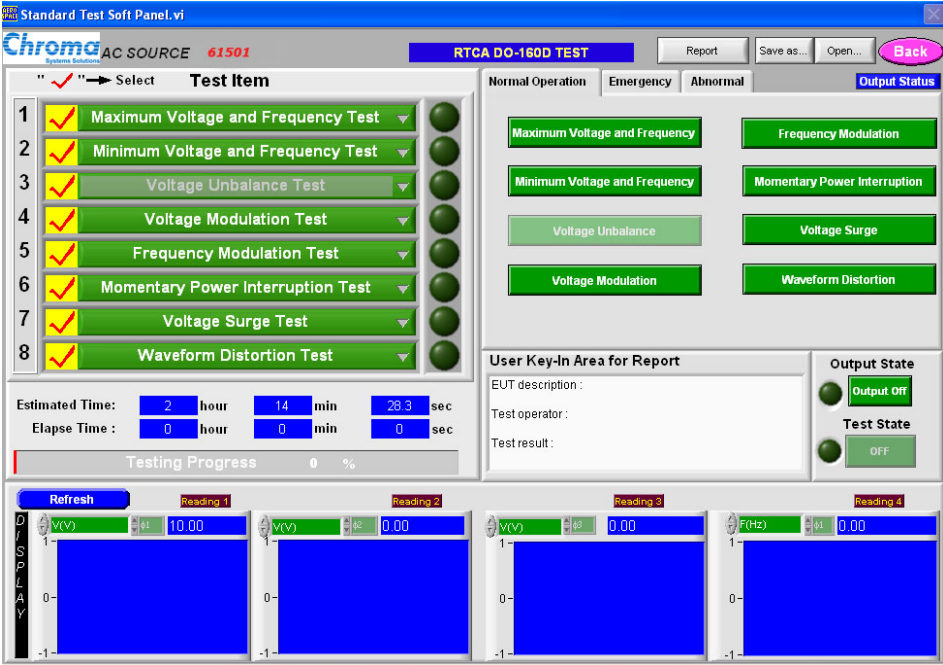 AERO SPACE Standard Test Soft Panel.vi
Chroma Systems Solutions AC SOURCE 61501 RTCA DO-160D TEST Report Save as... Open... Back
" " Select Test Item
1 Maximum Voltage and Frequency Test
2 Minimum Voltage and Frequency Test
3 Voltage Unbalance Test
4 Voltage Modulation Test
5 Frequency Modulation Test
6 Momentary Power Interruption Test
7 Voltage Surge Test
8 Waveform Distortion Test
Estimated Time: 2 hour 14 min 28.3 sec
Elapse Time : 0 hour 0 min 0 sec
Testing Progress 0 %
Normal Operation Emergency Abnormal Output Status
Maximum Voltage and Frequency Frequency Modulation
Minimum Voltage and Frequency Momentary Power Interruption
Voltage Unbalance Voltage Surge
Voltage Modulation Waveform Distortion
User Key-In Area for Report
EUT description :
Test operator :
Test result :
Output State
Output Off
Test State
OFF
DISPLAY
Refresh Reading 1 Reading 2 Reading 3 Reading 4
V(V) ϕ1 10.00 V(V) ϕ2 0.00 V(V) ϕ3 0.00 F(Hz) ϕ1 0.00
1 1 1 1
0 0 0 0
-1 -1 -1 -1